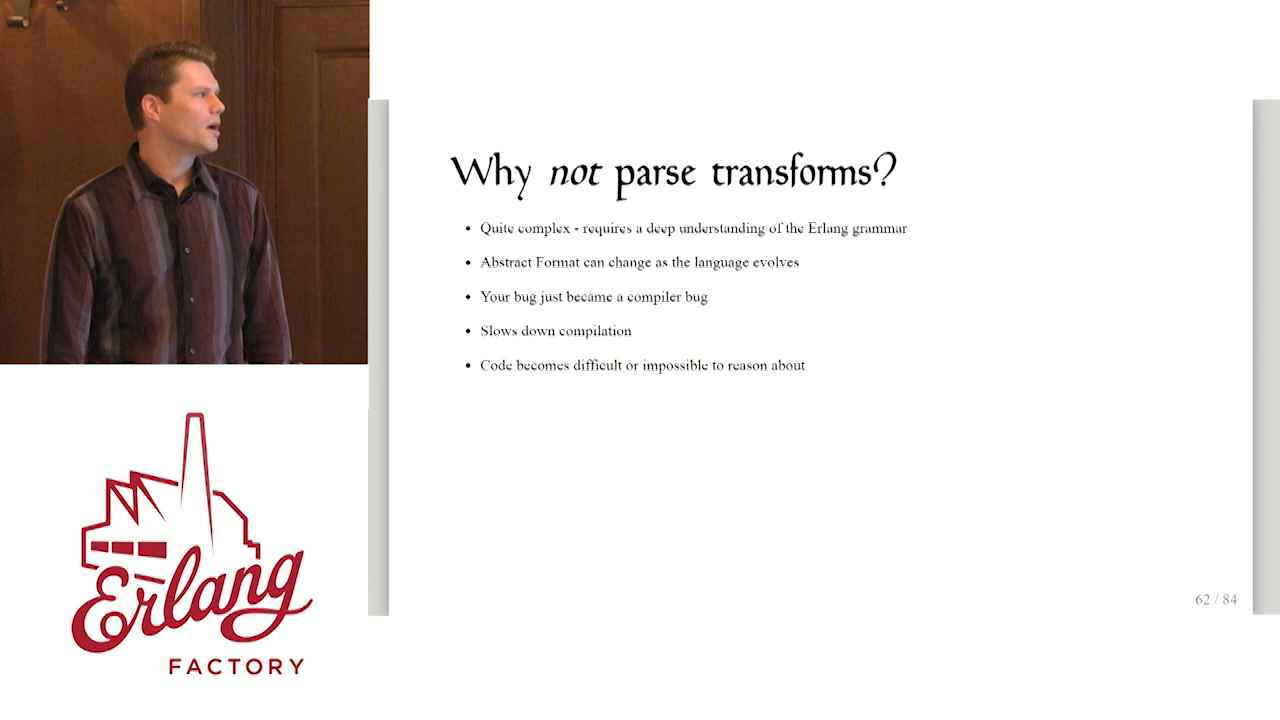 Why not parse transforms?
• Quite complex - requires a deep understanding of the Erlang grammar
• Abstract Format can change as the language evolves
• Your bug just became a compiler bug
• Slows down compilation
• Code becomes difficult or impossible to reason about
62 / 84
Erlang
FACTORY